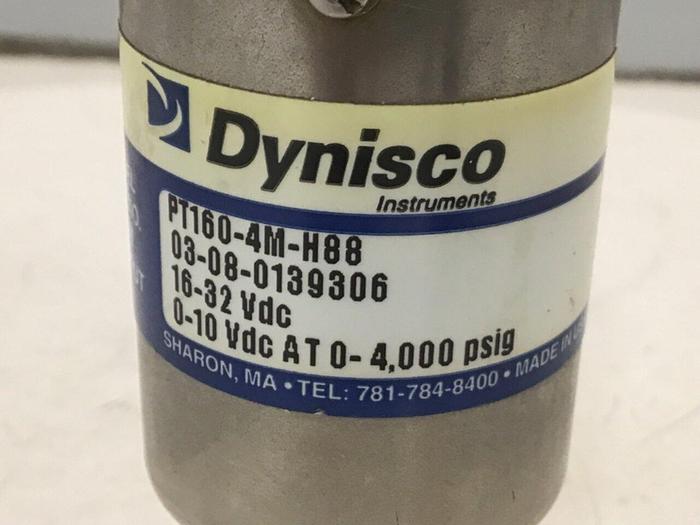 Dynisco
Instruments
PT160-4M-H88
03-08-0139306
16-32 Vdc
0-10 Vdc AT 0-4,000 psig
SHARON, MA • TEL: 781-784-8400 • MADE IN